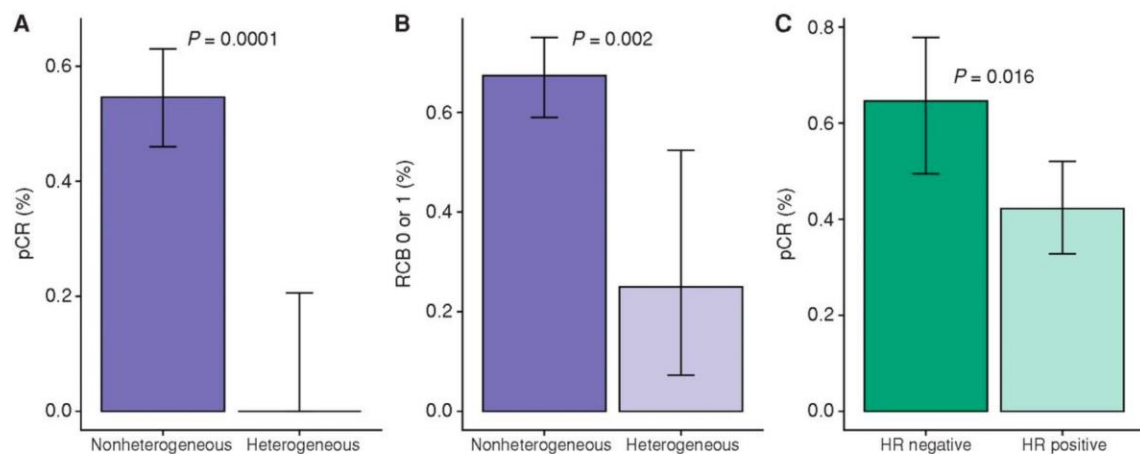 A
P = 0.0001
pCR (%)
0.6
0.4
0.2
0.0
Nonheterogeneous
Heterogeneous
B
P = 0.002
RCB 0 or 1 (%)
0.6
0.4
0.2
0.0
Nonheterogeneous
Heterogeneous
C
P = 0.016
pCR (%)
0.8
0.6
0.4
0.2
0.0
HR negative
HR positive